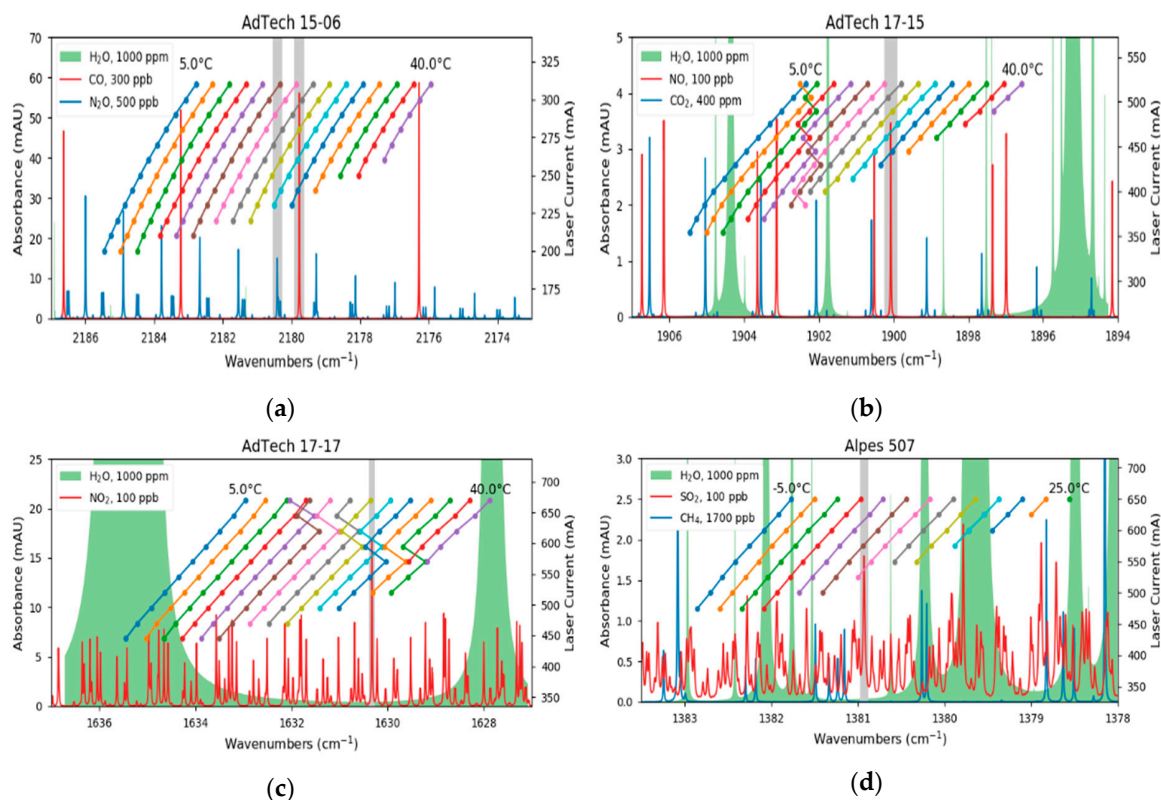 AdTech 15-06
H₂O, 1000 ppm
CO, 300 ppb
N₂O, 500 ppb
5.0°C
40.0°C
70
60
50
40
30
20
10
0
Absorbance (mAU)
325
300
275
250
225
200
175
Laser Current (mA)
2186 2184 2182 2180 2178 2176 2174
Wavenumbers (cm⁻¹)
(a)
AdTech 17-15
H₂O, 1000 ppm
NO, 100 ppb
CO₂, 400 ppm
5.0°C
40.0°C
5
4
3
2
1
0
Absorbance (mAU)
550
500
450
400
350
300
Laser Current (mA)
1906 1904 1902 1900 1898 1896 1894
Wavenumbers (cm⁻¹)
(b)
AdTech 17-17
H₂O, 1000 ppm
NO₂, 100 ppb
5.0°C
40.0°C
25
20
15
10
5
0
Absorbance (mAU)
700
650
600
550
500
450
400
350
Laser Current (mA)
1636 1634 1632 1630 1628
Wavenumbers (cm⁻¹)
(c)
Alpes 507
H₂O, 1000 ppm
SO₂, 100 ppb
CH₄, 1700 ppb
-5.0°C
25.0°C
3.0
2.5
2.0
1.5
1.0
0.5
0.0
Absorbance (mAU)
700
650
600
550
500
450
400
350
Laser Current (mA)
1383 1382 1381 1380 1379 1378
Wavenumbers (cm⁻¹)
(d)